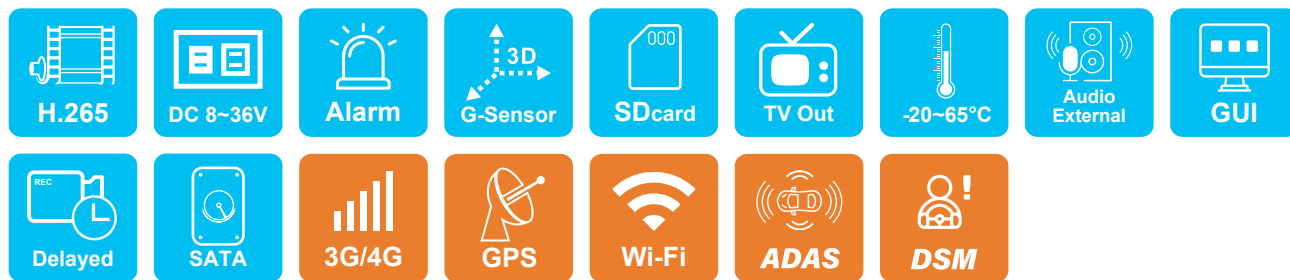 H.265
DC 8~36V
Alarm
3D
G-Sensor
000
SDcard
TV Out
-20~65°C
Audio
External
GUI
REC
Delayed
SATA
3G/4G
GPS
Wi-Fi
ADAS
!
DSM